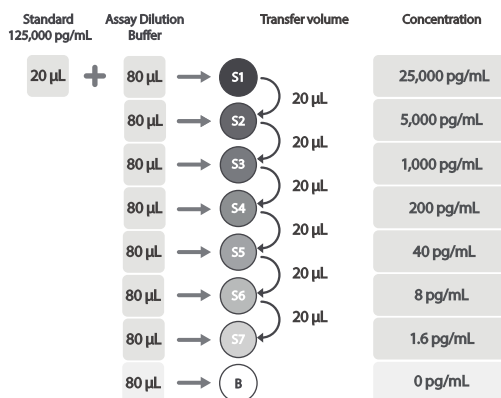 Standard
125,000 pg/mL
Assay Dilution
Buffer
Transfer volume
Concentration
20 µL
80 µL
S1
25,000 pg/mL
20 µL
80 µL
S2
5,000 pg/mL
20 µL
80 µL
S3
1,000 pg/mL
20 µL
80 µL
S4
200 pg/mL
20 µL
80 µL
S5
40 pg/mL
20 µL
80 µL
S6
8 pg/mL
20 µL
80 µL
S7
1.6 pg/mL
80 µL
B
0 pg/mL